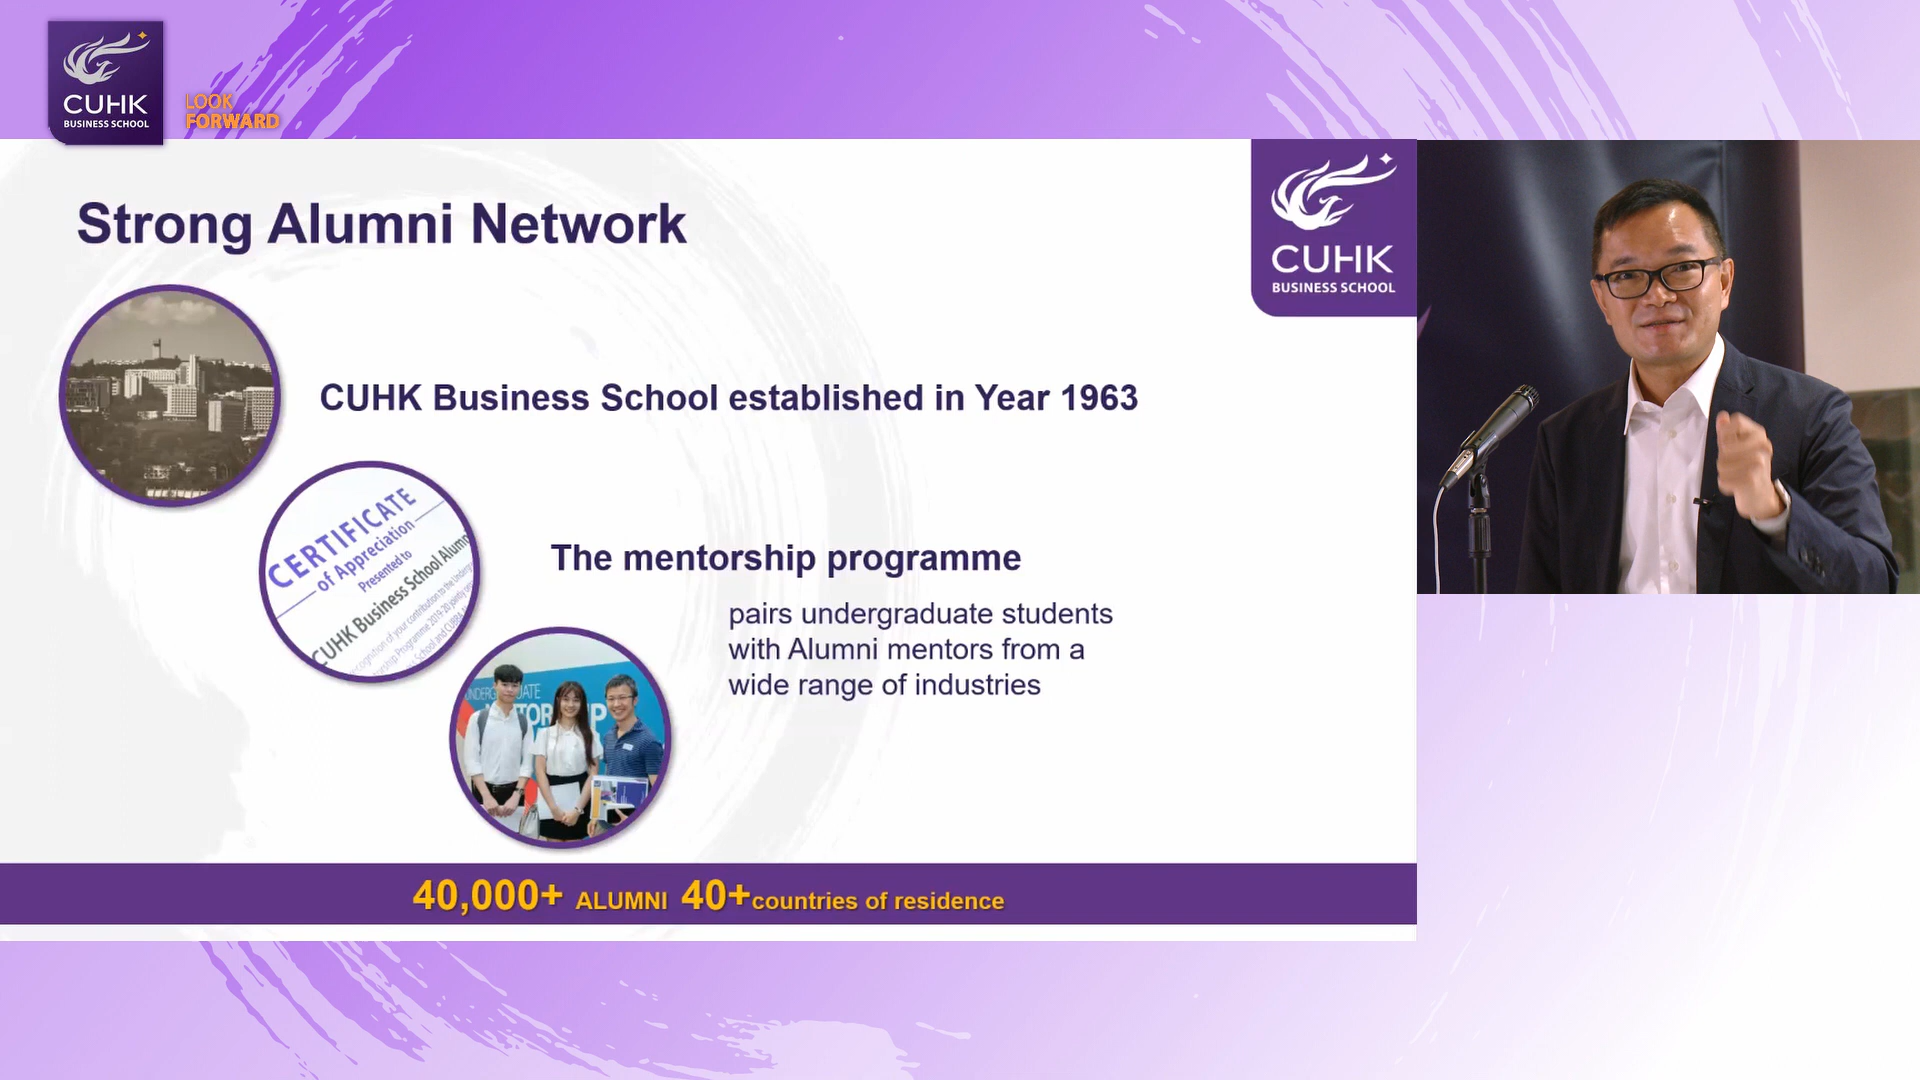 CUHK
BUSINESS SCHOOL
LOOK
FORWARD
Strong Alumni Network
CUHK
BUSINESS SCHOOL
CUHK Business School established in Year 1963
CERTIFICATE
of Appreciation
Presented to
CUHK Business School Alumn
The mentorship programme
pairs undergraduate students
with Alumni mentors from a
wide range of industries
40,000+ ALUMNI 40+countries of residence